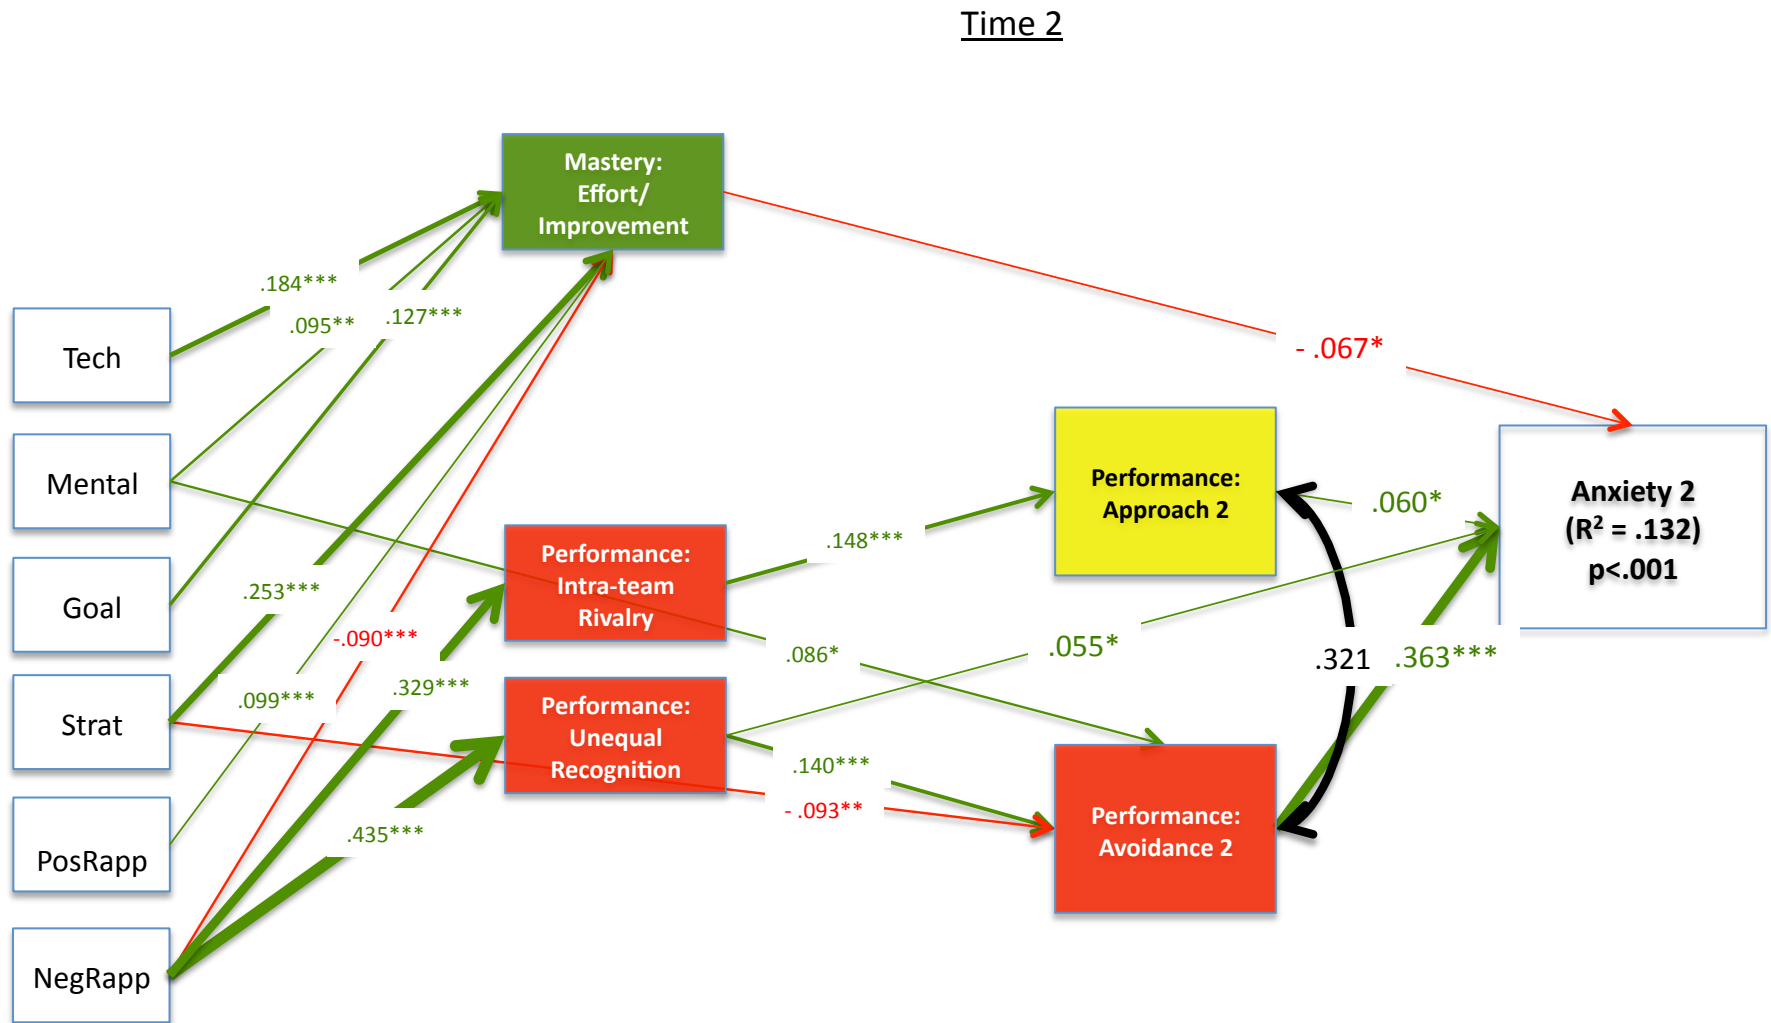 Time 2
Mastery:
Effort/
Improvement
.184***
.095**
.127***
Tech
- .067*
Mental
Performance:
Approach 2
.060*
Anxiety 2
(R² = .132)
p<.001
Performance:
Intra-team
Rivalry
.148***
Goal
.253***
-.090***
.086*
.055*
.321
.363***
.099***
.329***
Strat
Performance:
Unequal
Recognition
.140***
- .093**
Performance:
Avoidance 2
.435***
PosRapp
NegRapp